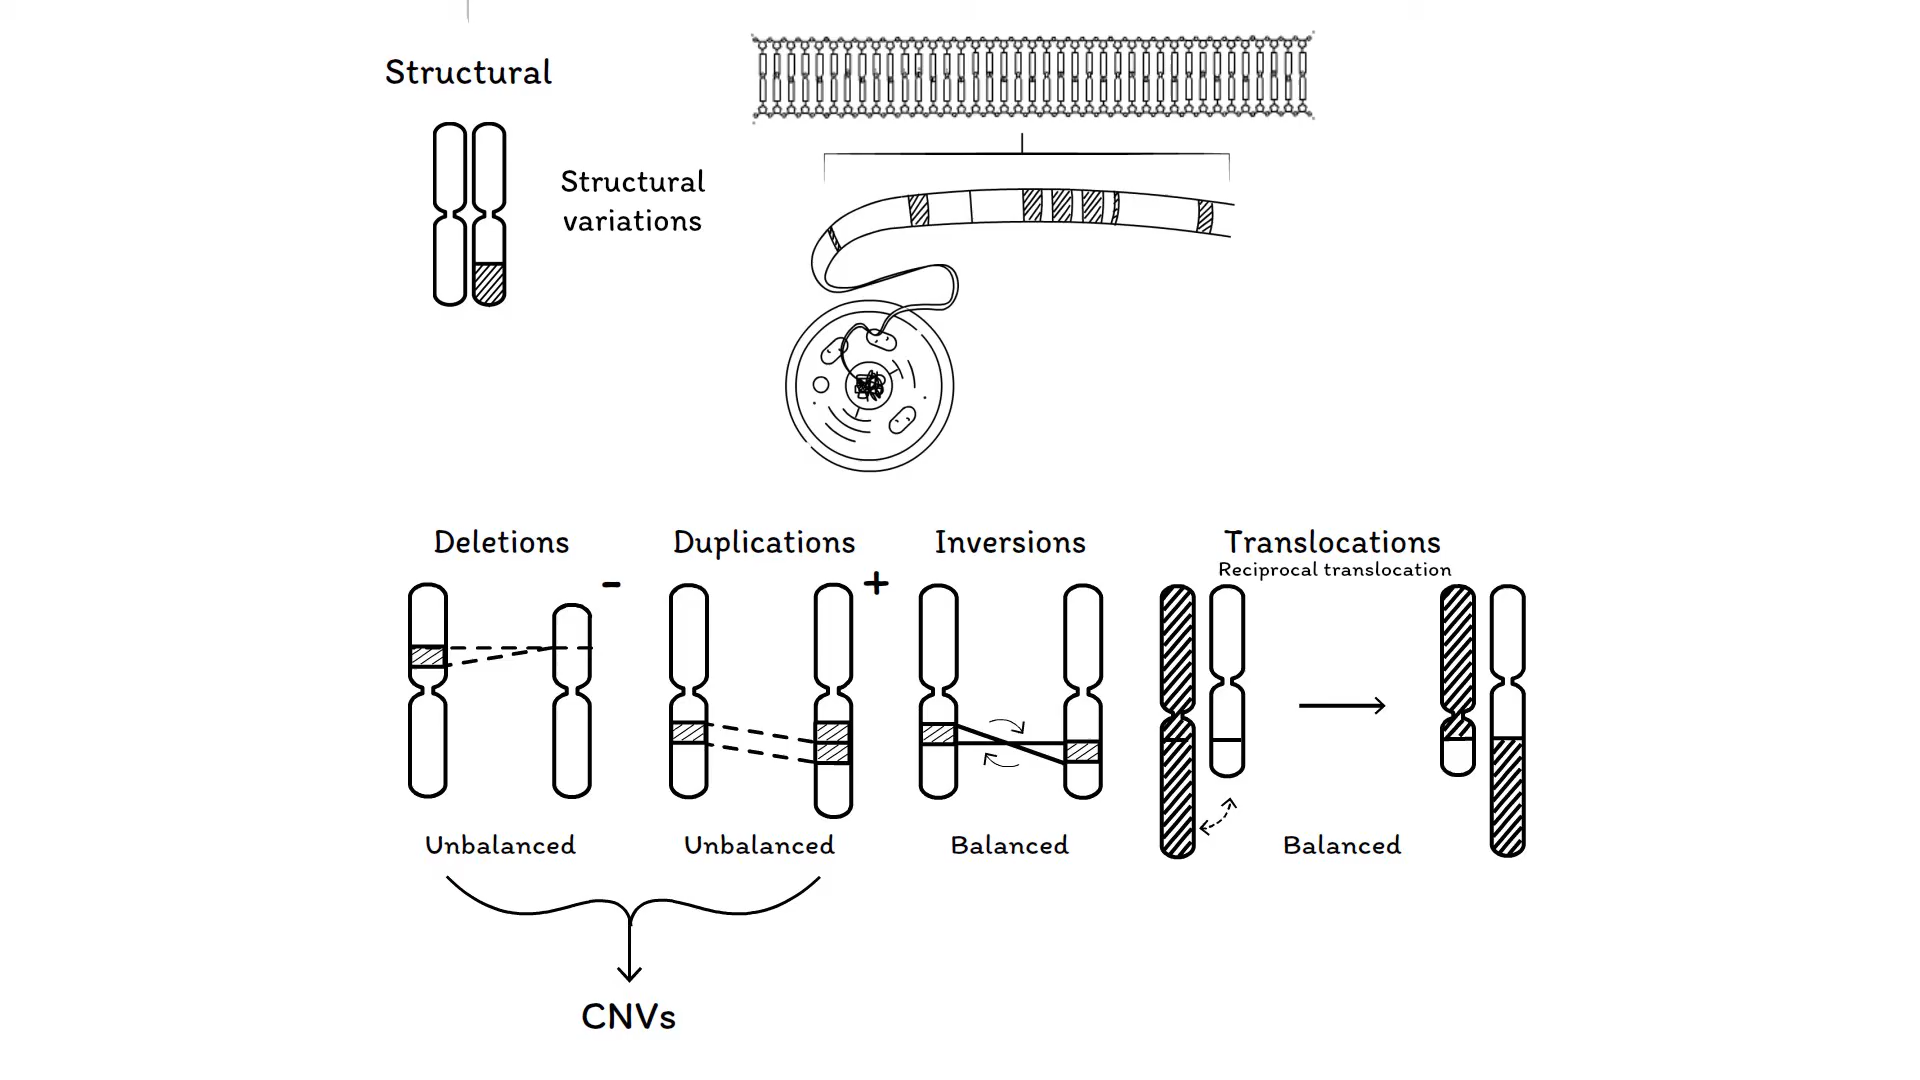 Structural
Structural
variations
Deletions
Duplications
Inversions
Translocations
Reciprocal translocation
-
+
Unbalanced
Unbalanced
Balanced
Balanced
CNVs